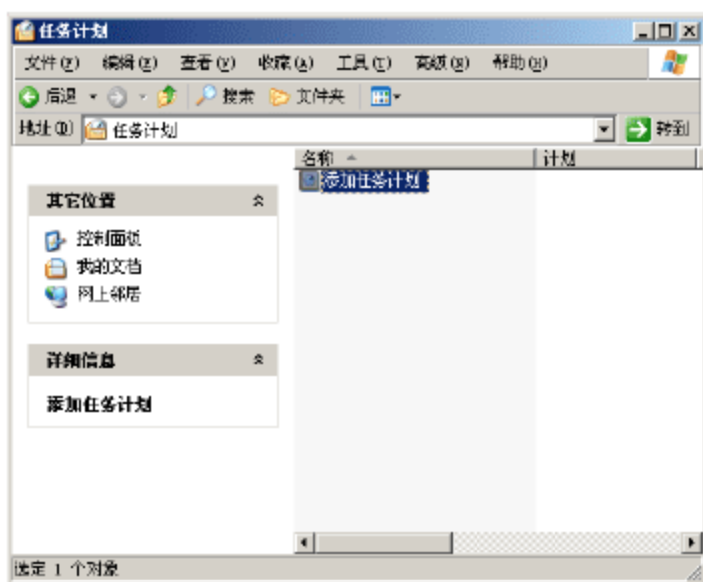 任务计划
文件(F) 编辑(E) 查看(V) 收藏(A) 工具(T) 高级(N) 帮助(H)
后退 搜索 文件夹
地址(D) 任务计划 转到
名称 计划
添加任务计划
其它位置
控制面板
我的文档
网上邻居
详细信息
添加任务计划
选定 1 个对象